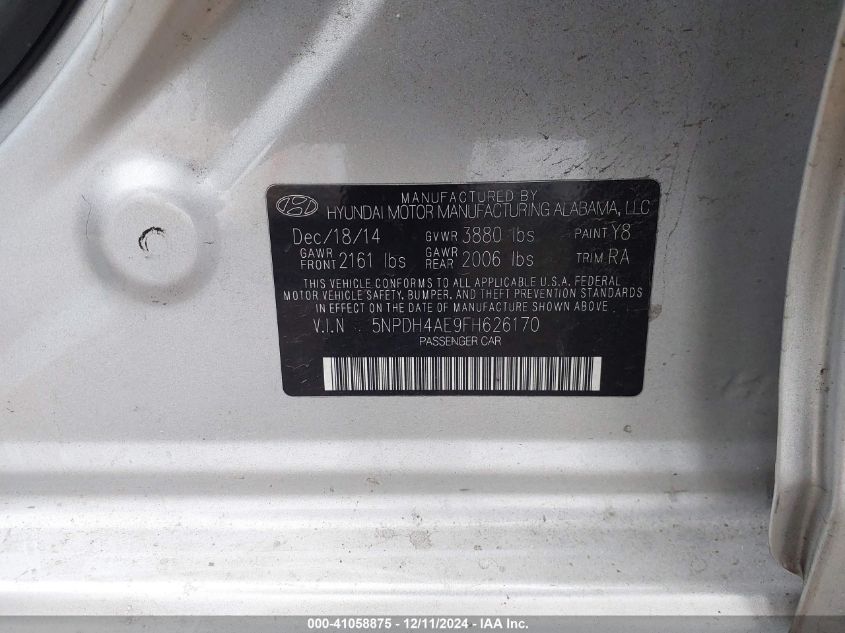 MANUFACTURED BY
HYUNDAI MOTOR MANUFACTURING ALABAMA, LLC
Dec/18/14 GVWR 3880 lbs PAINT Y8
GAWR FRONT 2161 lbs GAWR REAR 2006 lbs TRIM RA
THIS VEHICLE CONFORMS TO ALL APPLICABLE U.S.A. FEDERAL
MOTOR VEHICLE SAFETY, BUMPER, AND THEFT PREVENTION STANDARDS
IN EFFECT ON THE DATE OF MANUFACTURE SHOWN ABOVE.
V.I.N 5NPDH4AE9FH626170
PASSENGER CAR
000-41058875 - 12/11/2024 - IAAI.com